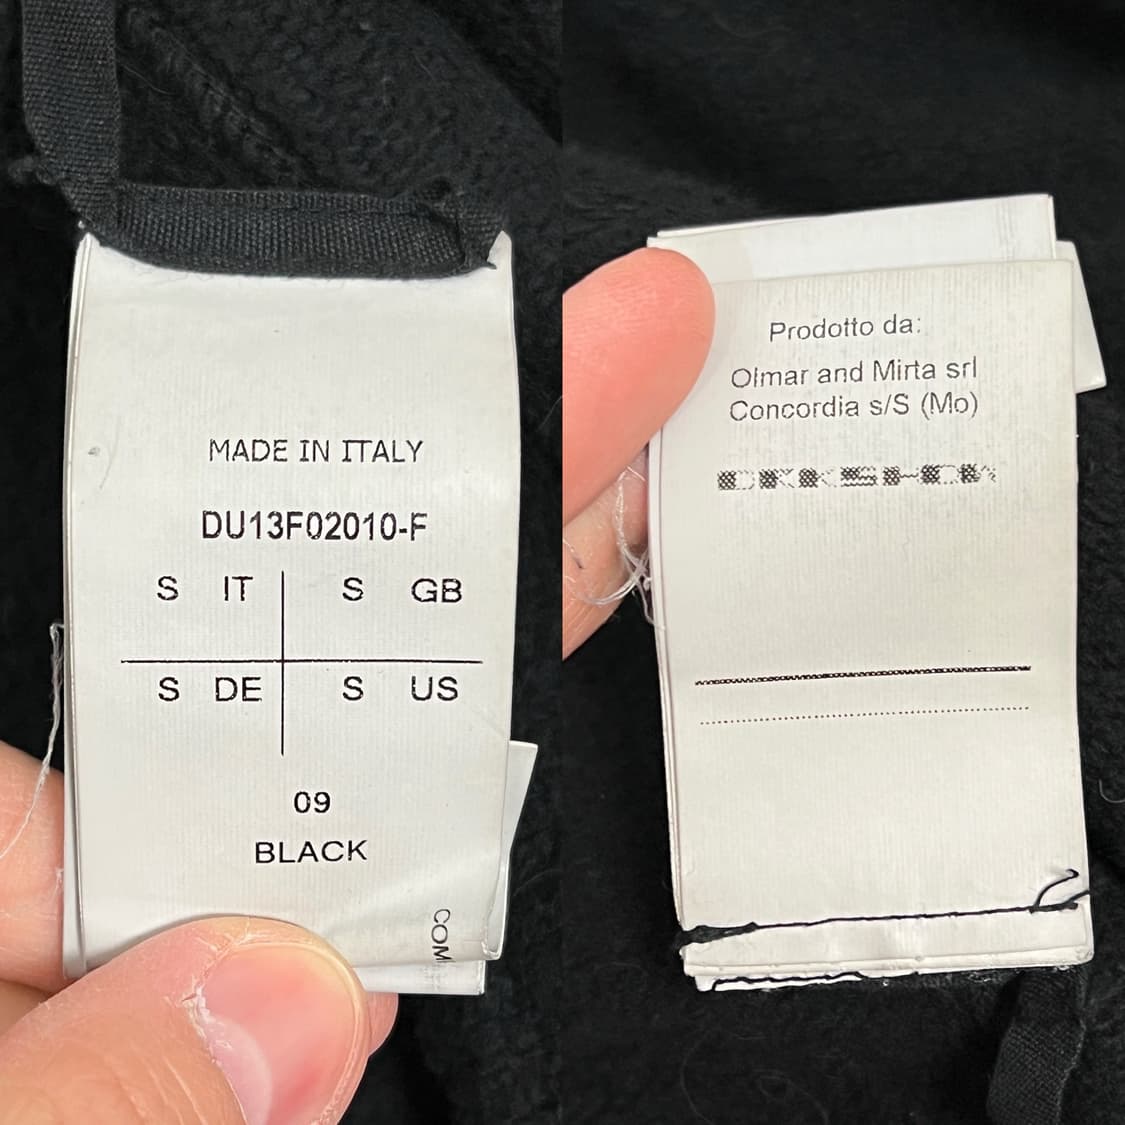 MADE IN ITALY
DU13F02010-F
S IT S GB
S DE S US
09
BLACK
COM
Prodotto da:
Olmar and Mirta srl
Concordia s/S (Mo)
DRKSHDW